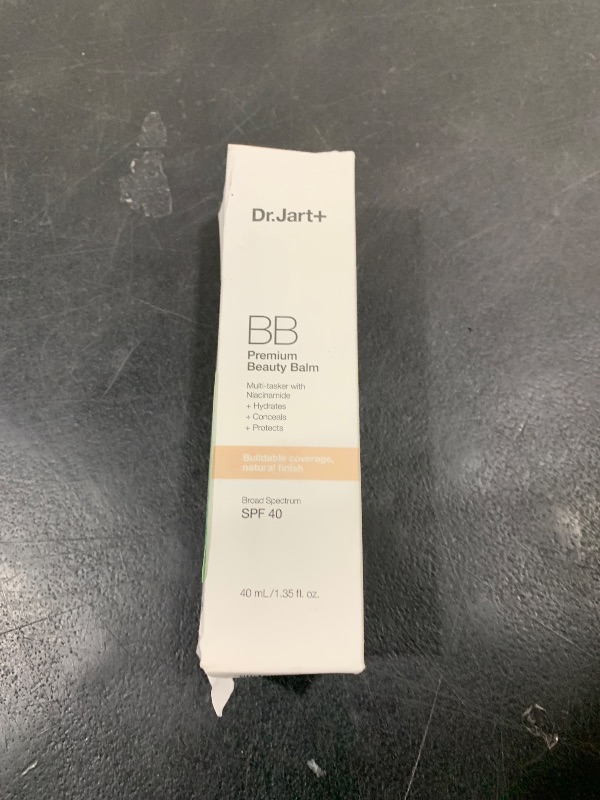 Dr.Jart+
BB
Premium
Beauty Balm
Multi-tasker with
Niacinamide
+ Hydrates
+ Conceals
+ Protects
Buildable coverage,
natural finish
Broad Spectrum
SPF 40
40 mL/1.35 fl. oz.